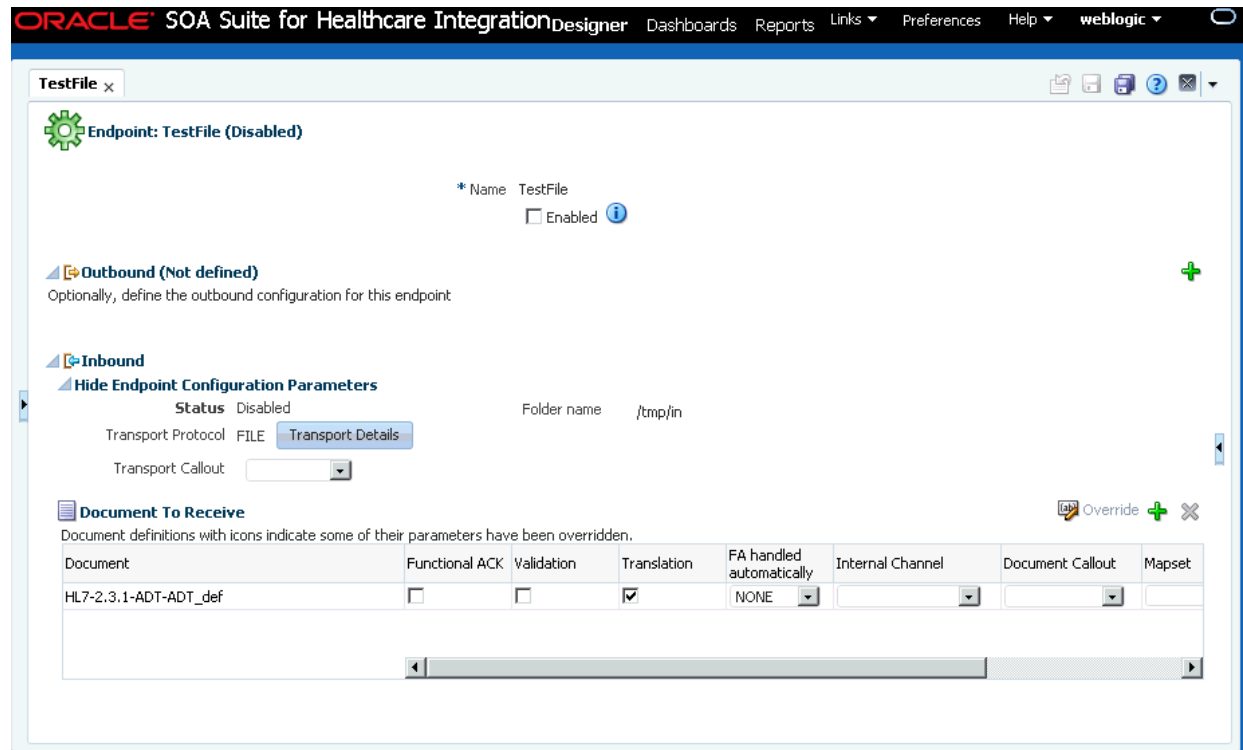 ORACLE® SOA Suite for Healthcare Integration Designer Dashboards Reports Links Preferences Help weblogic
TestFile x
Endpoint: TestFile (Disabled)
* Name TestFile
Enabled
Outbound (Not defined)
Optionally, define the outbound configuration for this endpoint
Inbound
Hide Endpoint Configuration Parameters
Status Disabled Folder name /tmp/in
Transport Protocol FILE Transport Details
Transport Callout
Document To Receive Override
Document definitions with icons indicate some of their parameters have been overridden.
Document Functional ACK Validation Translation FA handled automatically Internal Channel Document Callout Mapset
HL7-2.3.1-ADT-ADT_def NONE